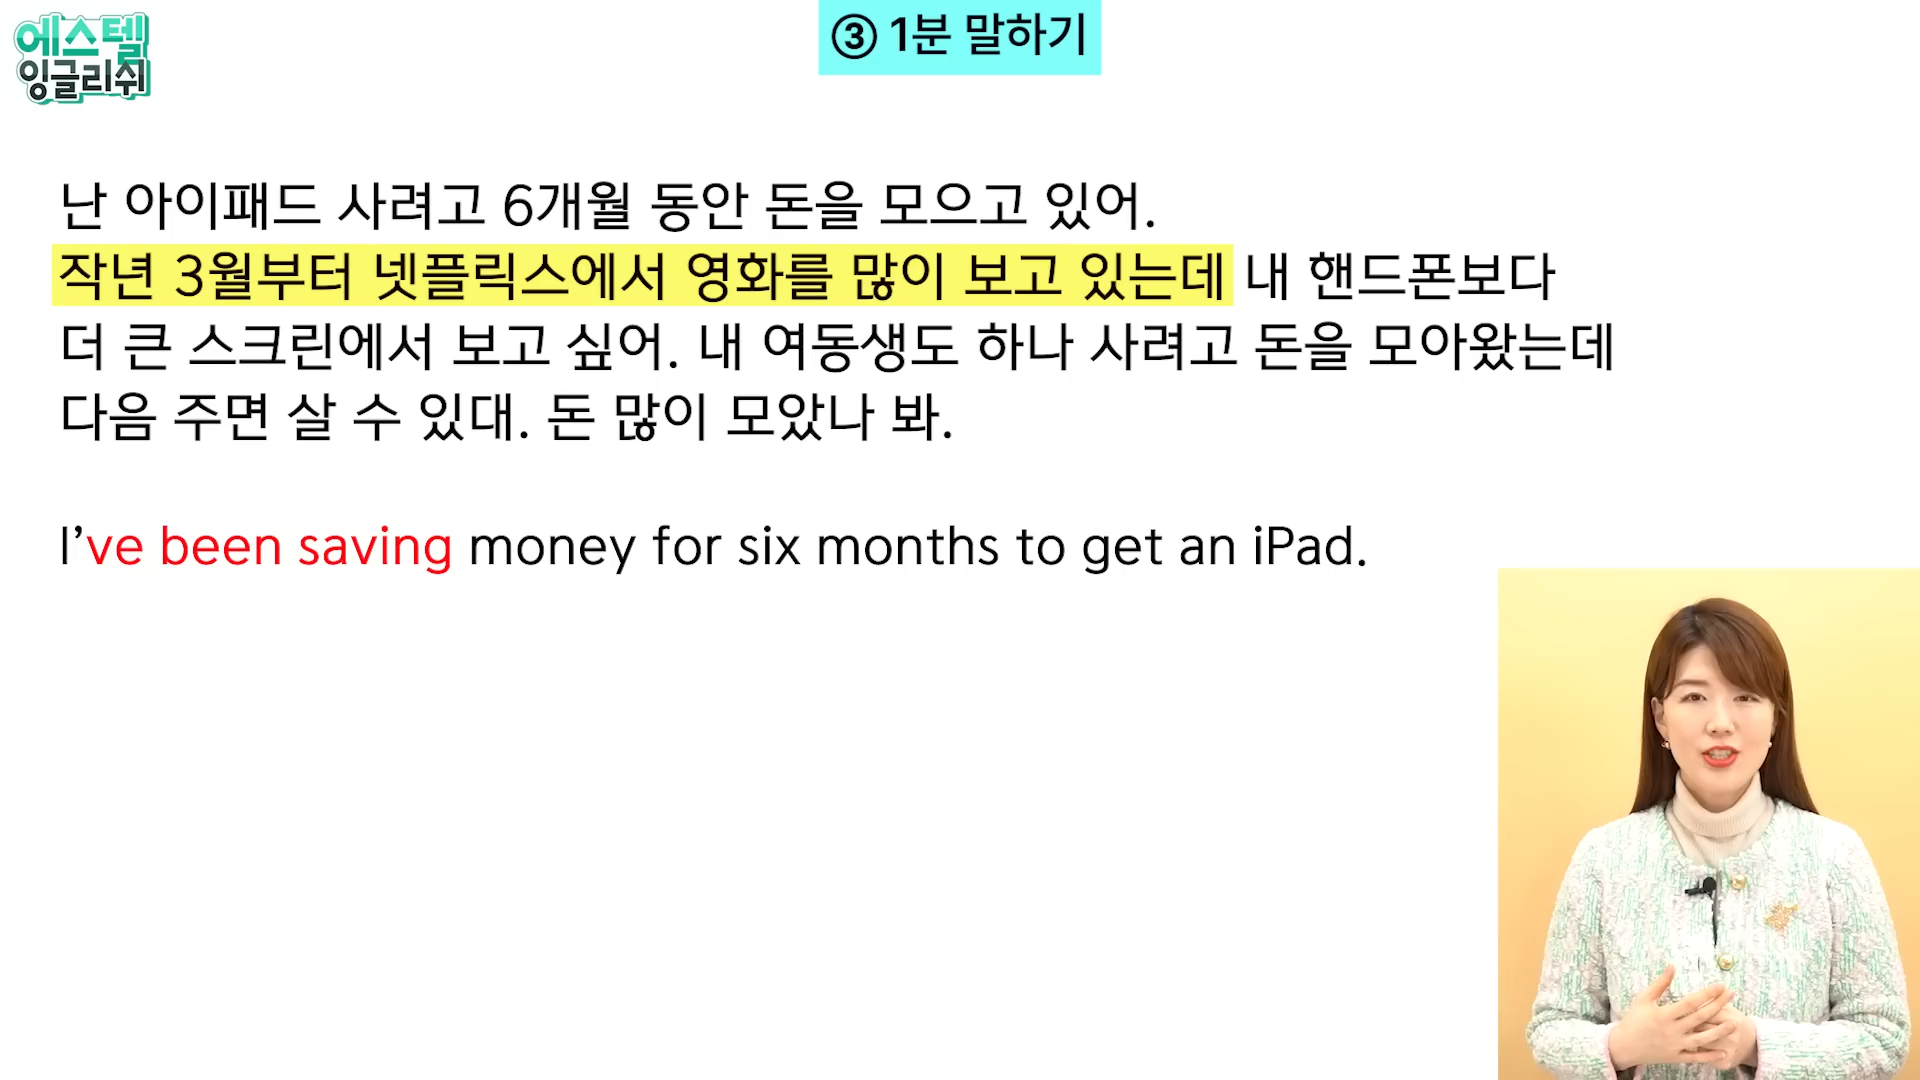 에스텔
잉글리쉬
③ 1분 말하기
난 아이패드 사려고 6개월 동안 돈을 모으고 있어.
작년 3월부터 넷플릭스에서 영화를 많이 보고 있는데 내 핸드폰보다
더 큰 스크린에서 보고 싶어. 내 여동생도 하나 사려고 돈을 모아왔는데
다음 주면 살 수 있대. 돈 많이 모았나 봐.
I’ve been saving money for six months to get an iPad.